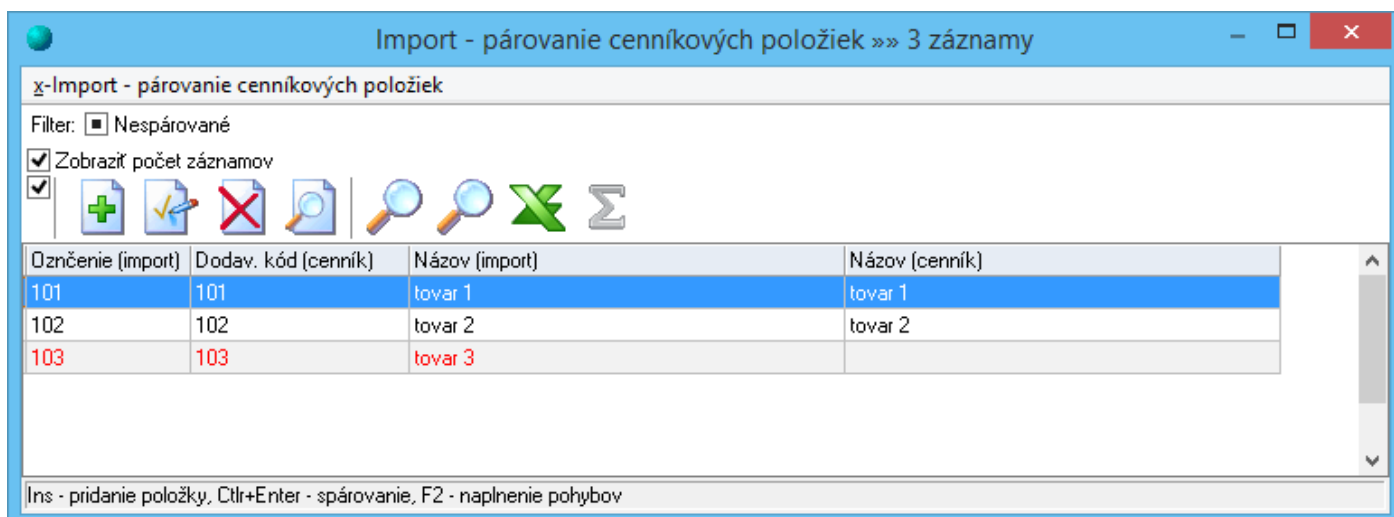 Import - párovanie cenníkových položiek »» 3 záznamy
x-Import - párovanie cenníkových položiek
Filter: Nespárované
Zobraziť počet záznamov
Oznčenie (import) Dodav. kód (cenník) Názov (import) Názov (cenník)
101 101 tovar 1 tovar 1
102 102 tovar 2 tovar 2
103 103 tovar 3
Ins - pridanie položky, Ctlr+Enter - spárovanie, F2 - naplnenie pohybov